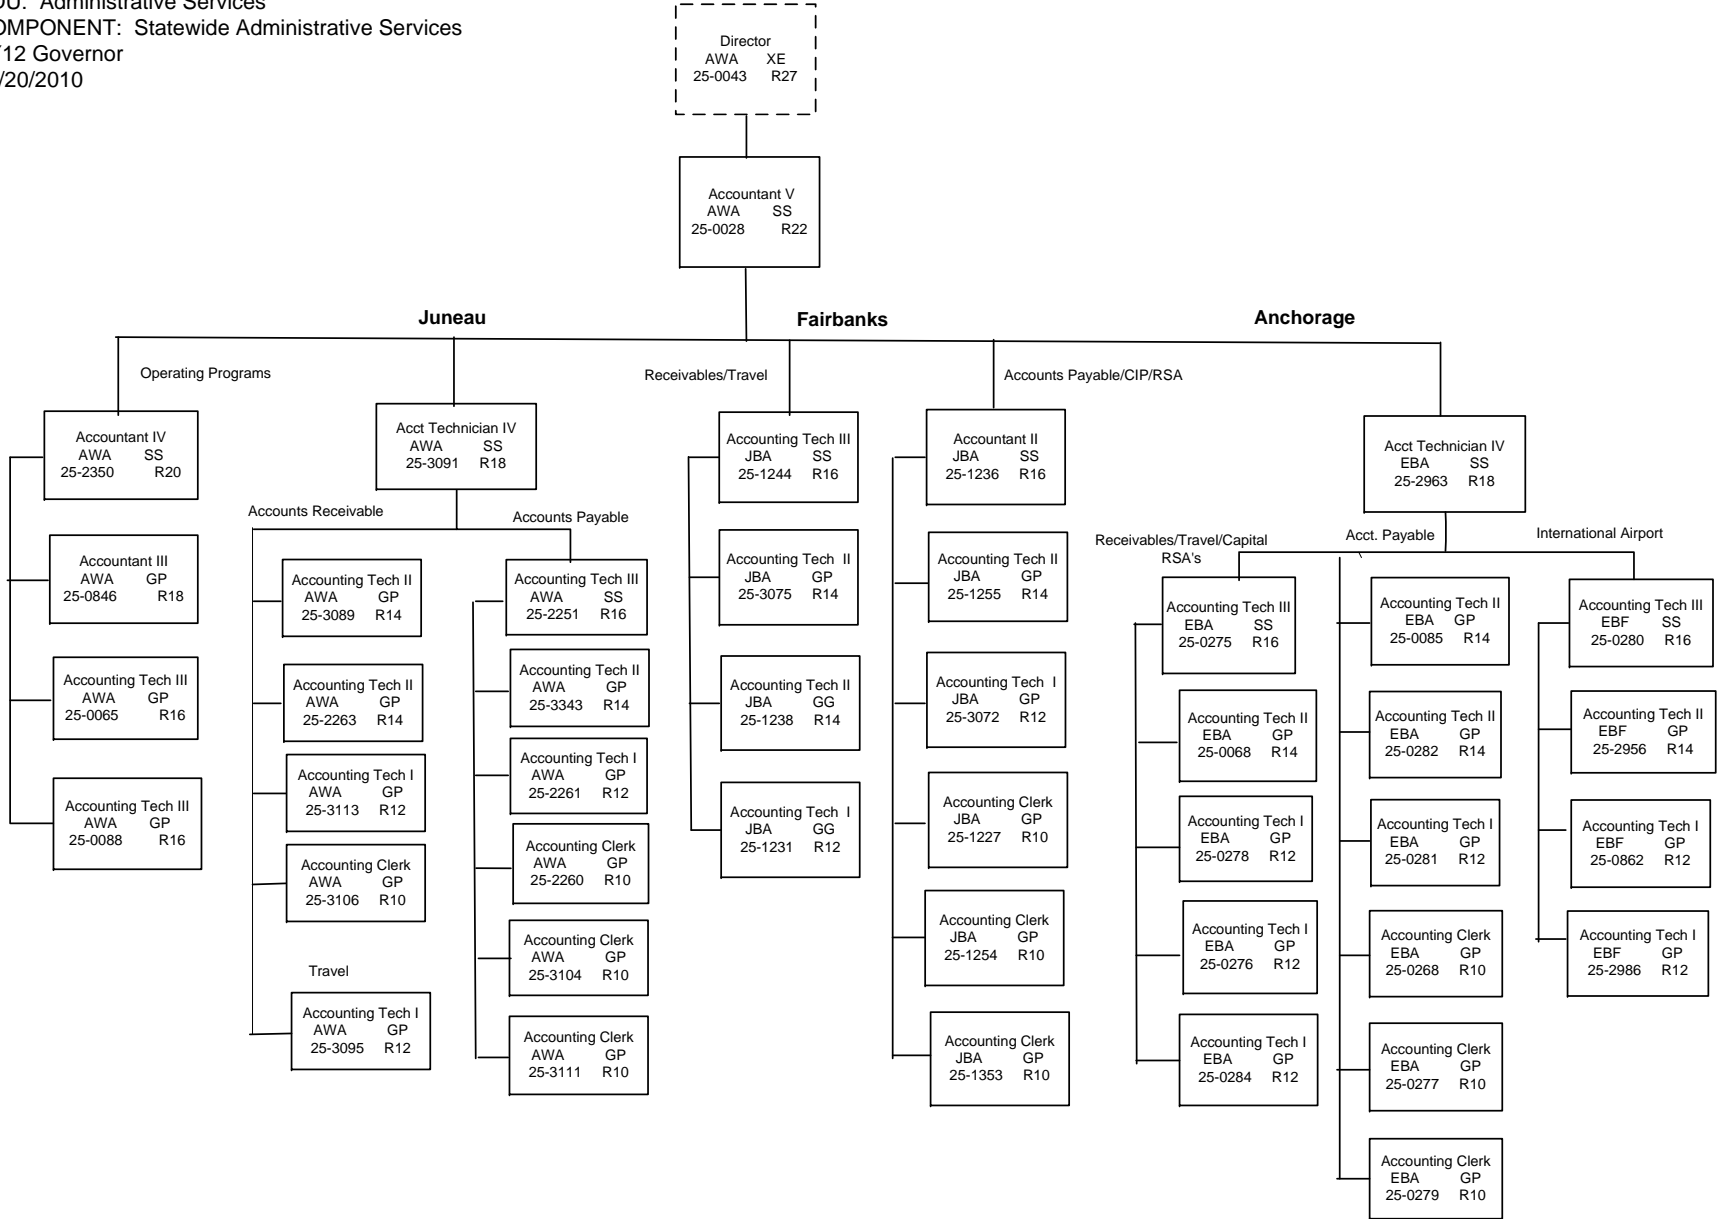 Administrative Services
COMPONENT: Statewide Administrative Services
12 Governor
/20/2010
Director
AWA XE
25-0043 R27
Accountant V
AWA SS
25-0028 R22
Juneau
Fairbanks
Anchorage
Operating Programs
Receivables/Travel
Accounts Payable/CIP/RSA
Accountant IV
AWA SS
25-2350 R20
Accountant III
AWA GP
25-0846 R18
Accounting Tech III
AWA GP
25-0065 R16
Accounting Tech III
AWA GP
25-0088 R16
Acct Technician IV
AWA SS
25-3091 R18
Accounts Receivable
Accounting Tech II
AWA GP
25-3089 R14
Accounting Tech II
AWA GP
25-2263 R14
Accounting Tech I
AWA GP
25-3113 R12
Accounting Clerk
AWA GP
25-3106 R10
Travel
Accounting Tech I
AWA GP
25-3095 R12
Accounts Payable
Accounting Tech III
AWA SS
25-2251 R16
Accounting Tech II
AWA GP
25-3343 R14
Accounting Tech I
AWA GP
25-2261 R12
Accounting Clerk
AWA GP
25-2260 R10
Accounting Clerk
AWA GP
25-3104 R10
Accounting Clerk
AWA GP
25-3111 R10
Accounting Tech III
JBA SS
25-1244 R16
Accounting Tech II
JBA GP
25-3075 R14
Accounting Tech II
JBA GG
25-1238 R14
Accounting Tech I
JBA GG
25-1231 R12
Accountant II
JBA SS
25-1236 R16
Accounting Tech II
JBA GP
25-1255 R14
Accounting Tech I
JBA GP
25-3072 R12
Accounting Clerk
JBA GP
25-1227 R10
Accounting Clerk
JBA GP
25-1254 R10
Accounting Clerk
JBA GP
25-1353 R10
Acct Technician IV
EBA SS
25-2963 R18
Receivables/Travel/Capital
RSA's
Accounting Tech III
EBA SS
25-0275 R16
Accounting Tech II
EBA GP
25-0068 R14
Accounting Tech I
EBA GP
25-0278 R12
Accounting Tech I
EBA GP
25-0276 R12
Accounting Tech I
EBA GP
25-0284 R12
Acct. Payable
Accounting Tech II
EBA GP
25-0085 R14
Accounting Tech II
EBA GP
25-0282 R14
Accounting Tech I
EBA GP
25-0281 R12
Accounting Clerk
EBA GP
25-0268 R10
Accounting Clerk
EBA GP
25-0277 R10
Accounting Clerk
EBA GP
25-0279 R10
International Airport
Accounting Tech III
EBF SS
25-0280 R16
Accounting Tech II
EBF GP
25-2956 R14
Accounting Tech I
EBF GP
25-0862 R12
Accounting Tech I
EBF GP
25-2986 R12